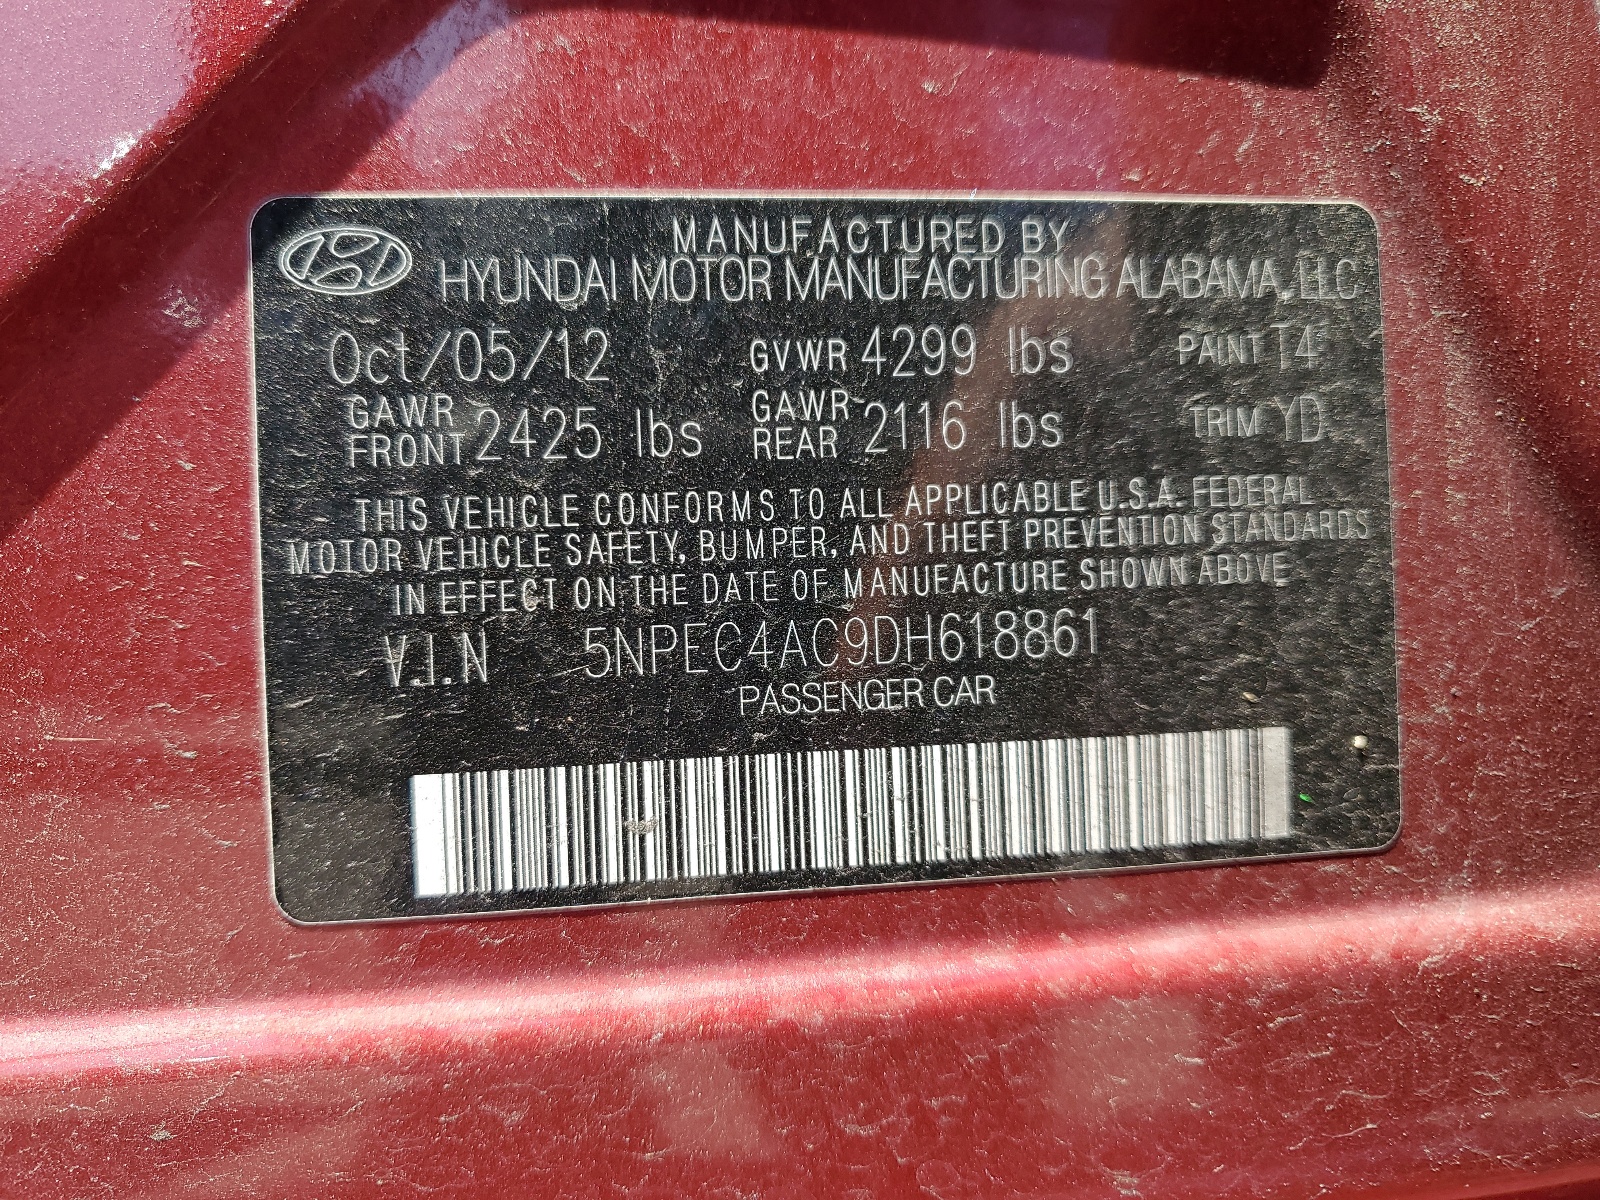 MANUFACTURED BY
HYUNDAI MOTOR MANUFACTURING ALABAMA, LLC
Oct/05/12 GVWR 4299 lbs PAINT T4
GAWR FRONT 2425 lbs GAWR REAR 2116 lbs TRIM YD
THIS VEHICLE CONFORMS TO ALL APPLICABLE U.S.A. FEDERAL
MOTOR VEHICLE SAFETY, BUMPER, AND THEFT PREVENTION STANDARDS
IN EFFECT ON THE DATE OF MANUFACTURE SHOWN ABOVE
V.I.N 5NPEC4AC9DH618861
PASSENGER CAR